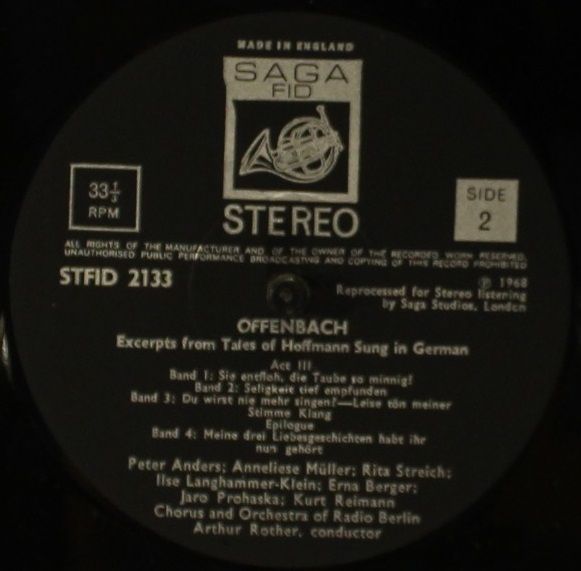 MADE IN ENGLAND
SAGA
FID
33 1/3
RPM
SIDE
2
STEREO
ALL RIGHTS OF THE MANUFACTURER AND OF THE OWNER OF THE RECORDED WORK RESERVED.
UNAUTHORISED PUBLIC PERFORMANCE BROADCASTING AND COPYING OF THIS RECORD PROHIBITED
STFID 2133
℗ 1968
Reprocessed for Stereo listening
by Saga Studios, London
OFFENBACH
Excerpts from Tales of Hoffmann Sung in German
Act III
Band 1: Sie entfloh, die Taube so minnig!
Band 2: Seligkeit tief empfunden
Band 3: Du wirst nie mehr singen?—Leise tön meiner
Stimme Klang
Epilogue
Band 4: Meine drei Liebesgeschichten habt ihr
nun gehört
Peter Anders; Anneliese Müller; Rita Streich;
Ilse Langhammer-Klein; Erna Berger;
Jaro Prohaska; Kurt Reimann
Chorus and Orchestra of Radio Berlin
Arthur Rother, conductor